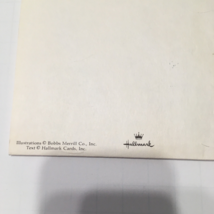 Illustrations © Bobbs Merrill Co., Inc.
Text © Hallmark Cards, Inc.
Hallmark